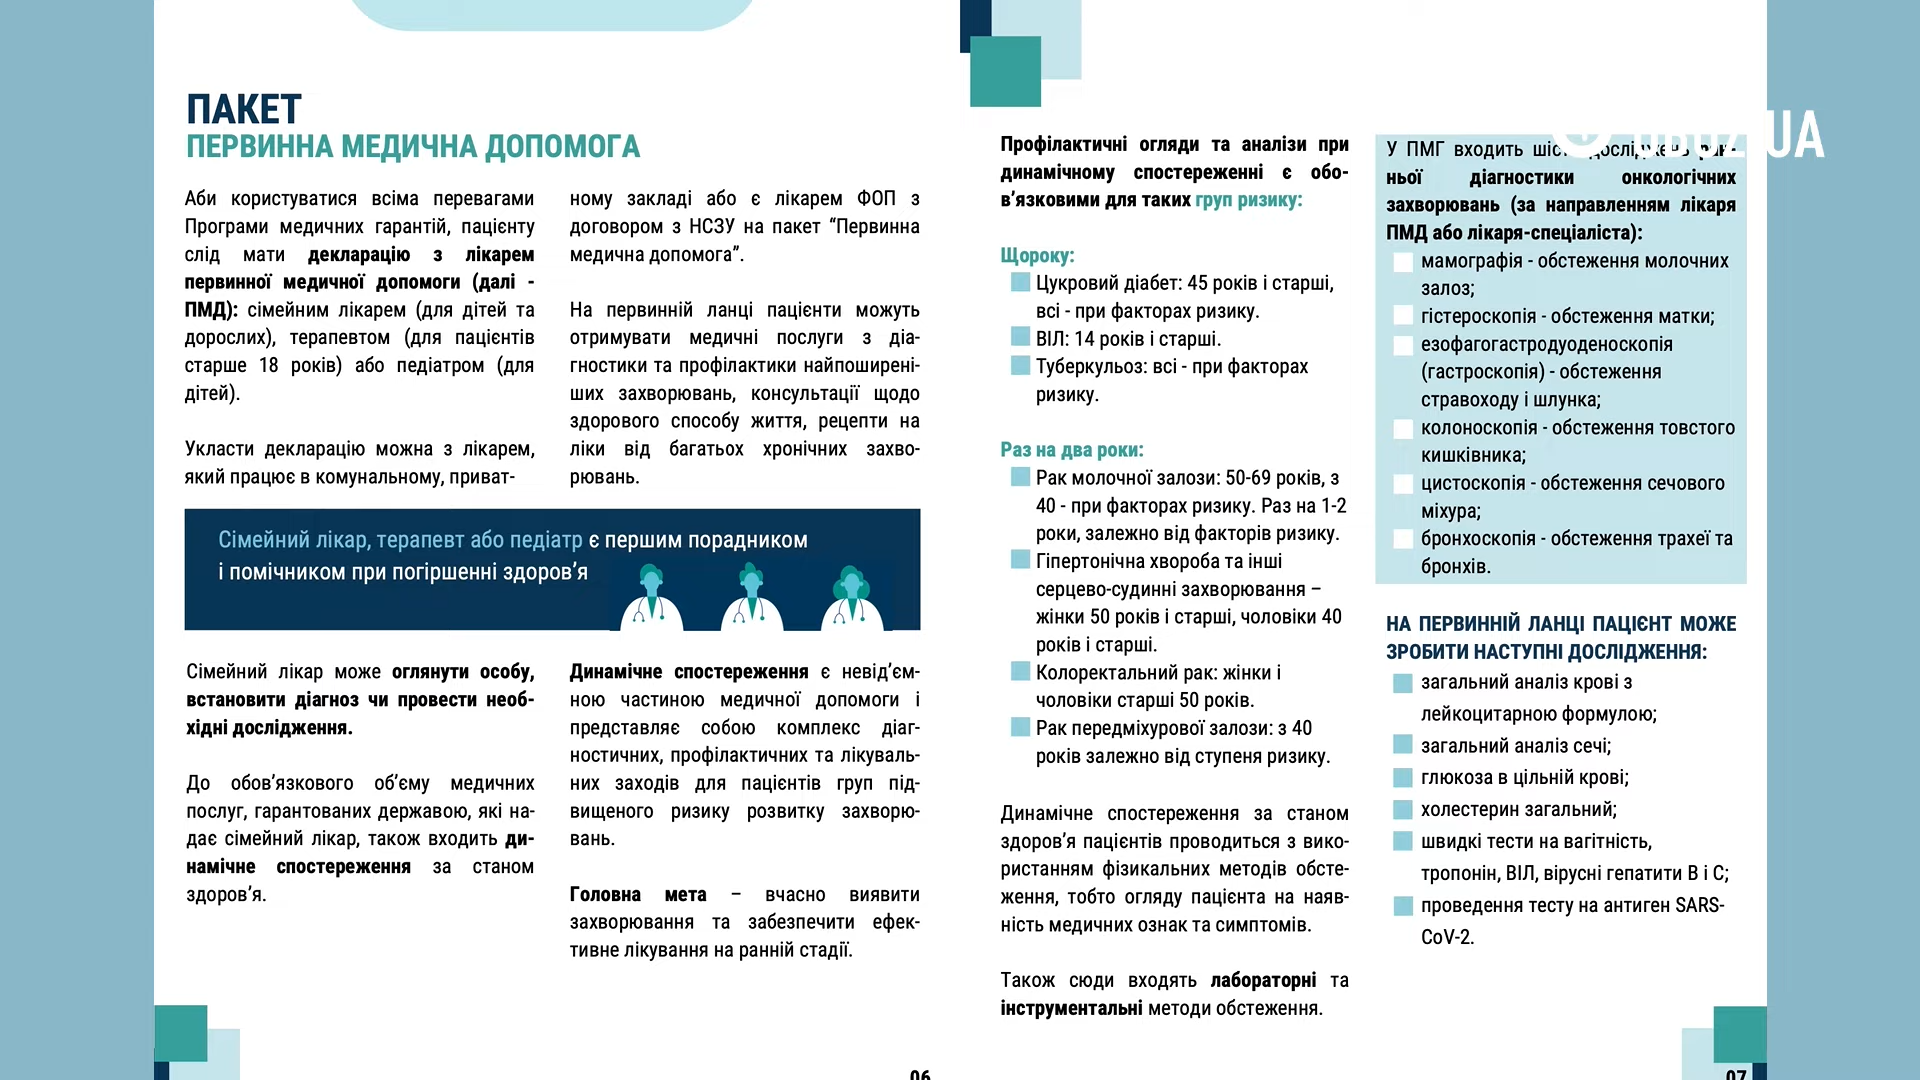 ПАКЕТ
ПЕРВИННА МЕДИЧНА ДОПОМОГА
Аби користуватися всіма перевагами
Програми медичних гарантій, пацієнту
слід мати декларацію з лікарем
первинної медичної допомоги (далі -
ПМД): сімейним лікарем (для дітей та
дорослих), терапевтом (для пацієнтів
старше 18 років) або педіатром (для
дітей).
Укласти декларацію можна з лікарем,
який працює в комунальному, приват-
ному закладі або є лікарем ФОП з
договором з НСЗУ на пакет “Первинна
медична допомога”.
На первинній ланці пацієнти можуть
отримувати медичні послуги з діа-
гностики та профілактики найпоширені-
ших захворювань, консультації щодо
здорового способу життя, рецепти на
ліки від багатьох хронічних захво-
рювань.
Сімейний лікар, терапевт або педіатр є першим порадником
і помічником при погіршенні здоров’я
Сімейний лікар може оглянути особу,
встановити діагноз чи провести необ-
хідні дослідження.
До обов’язкового об’єму медичних
послуг, гарантованих державою, які на-
дає сімейний лікар, також входить ди-
намічне спостереження за станом
здоров’я.
Динамічне спостереження є невід’єм-
ною частиною медичної допомоги і
представляє собою комплекс діаг-
ностичних, профілактичних та лікуваль-
них заходів для пацієнтів груп під-
вищеного ризику розвитку захворю-
вань.
Головна мета – вчасно виявити
захворювання та забезпечити ефек-
тивне лікування на ранній стадії.
06
Профілактичні огляди та аналізи при
динамічному спостереженні є обо-
в’язковими для таких груп ризику:
Щороку:
Цукровий діабет: 45 років і старші,
всі - при факторах ризику.
ВІЛ: 14 років і старші.
Туберкульоз: всі - при факторах
ризику.
Раз на два роки:
Рак молочної залози: 50-69 років, з
40 - при факторах ризику. Раз на 1-2
роки, залежно від факторів ризику.
Гіпертонічна хвороба та інші
серцево-судинні захворювання –
жінки 50 років і старші, чоловіки 40
років і старші.
Колоректальний рак: жінки і
чоловіки старші 50 років.
Рак передміхурової залози: з 40
років залежно від ступеня ризику.
Динамічне спостереження за станом
здоров’я пацієнтів проводиться з вико-
ристанням фізикальних методів обсте-
ження, тобто огляду пацієнта на наяв-
ність медичних ознак та симптомів.
Також сюди входять лабораторні та
інструментальні методи обстеження.
OBOZ.UA
У ПМГ входить шість досліджень ран-
ньої діагностики онкологічних
захворювань (за направленням лікаря
ПМД або лікаря-спеціаліста):
мамографія - обстеження молочних
залоз;
гістероскопія - обстеження матки;
езофагогастродуоденоскопія
(гастроскопія) - обстеження
стравоходу і шлунка;
колоноскопія - обстеження товстого
кишківника;
цистоскопія - обстеження сечового
міхура;
бронхоскопія - обстеження трахеї та
бронхів.
НА ПЕРВИННІЙ ЛАНЦІ ПАЦІЄНТ МОЖЕ
ЗРОБИТИ НАСТУПНІ ДОСЛІДЖЕННЯ:
загальний аналіз крові з
лейкоцитарною формулою;
загальний аналіз сечі;
глюкоза в цільній крові;
холестерин загальний;
швидкі тести на вагітність,
тропонін, ВІЛ, вірусні гепатити В і С;
проведення тесту на антиген SARS-
CoV-2.
07